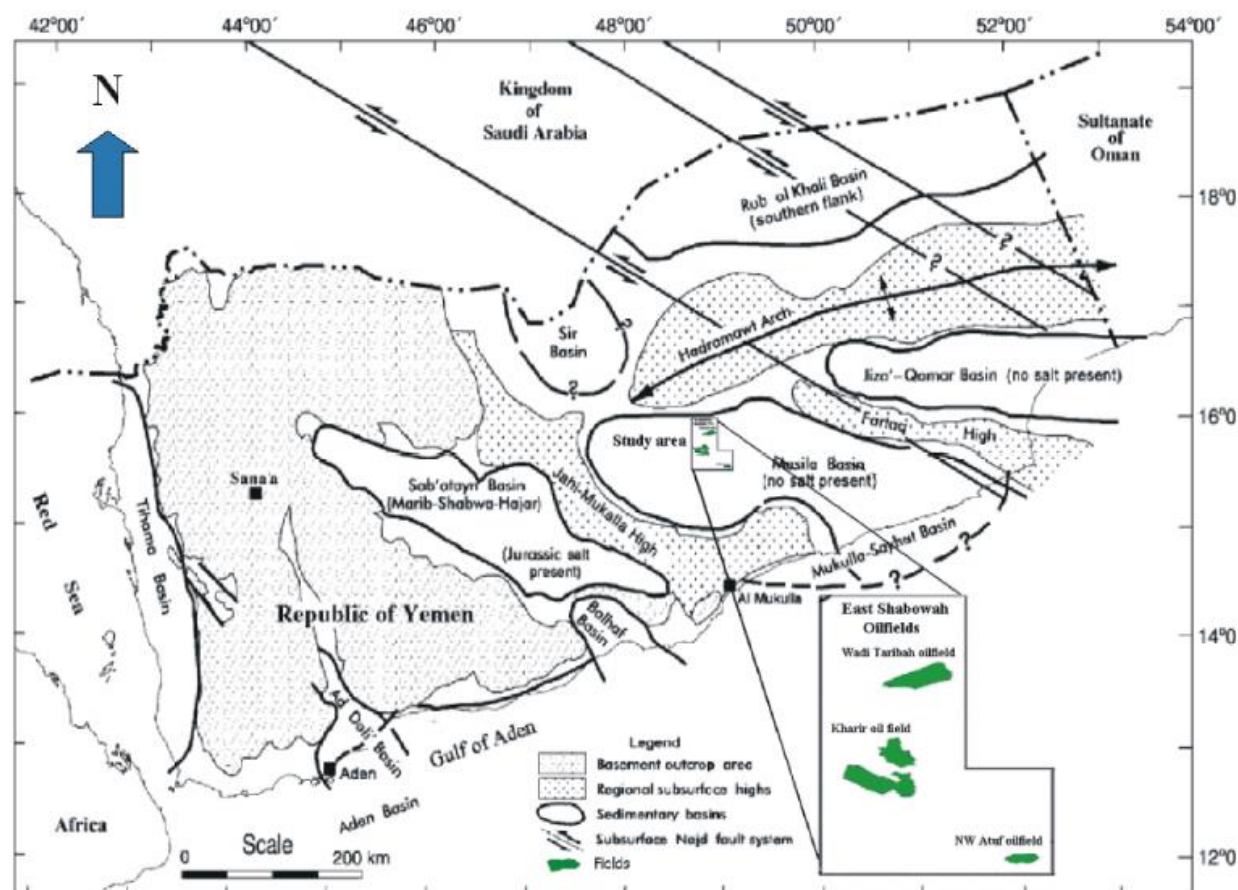 42°00´ 44°00´ 46°00´ 48°00´ 50°00´ 52°00´ 54°00´
N
Kingdom
of
Saudi Arabia
Sultanate
of
Oman
Rub al Khali Basin
(southern flank)
18°0
?
?
Hadramawt Arch
Sir
Basin
?
?
Jiza'-Qamar Basin (no salt present)
16°0
Fartaq High
Study area
Musila Basin
(no salt present)
Sana'a
Sab'atayn Basin
(Marib-Shabwa-Hajar)
Jahi-Mukalla High
(Jurassic salt
present)
Mukulla-Sayhut Basin
?
?
Al Mukulla
Red
Sea
Tihama Basin
Republic of Yemen
Bolhaf
Basin
14°0
East Shabowah
Oilfields
Wadi Taribah oilfield
Kharir oil field
NW Atuf oilfield
Ad Dali' Basin
Gulf of Aden
Aden
Aden Basin
Africa
Scale
0 200 km
Legend
Basement outcrop area
Regional subsurface highs
Sedimentary basins
Subsurface Najd fault system
Fields
12°0